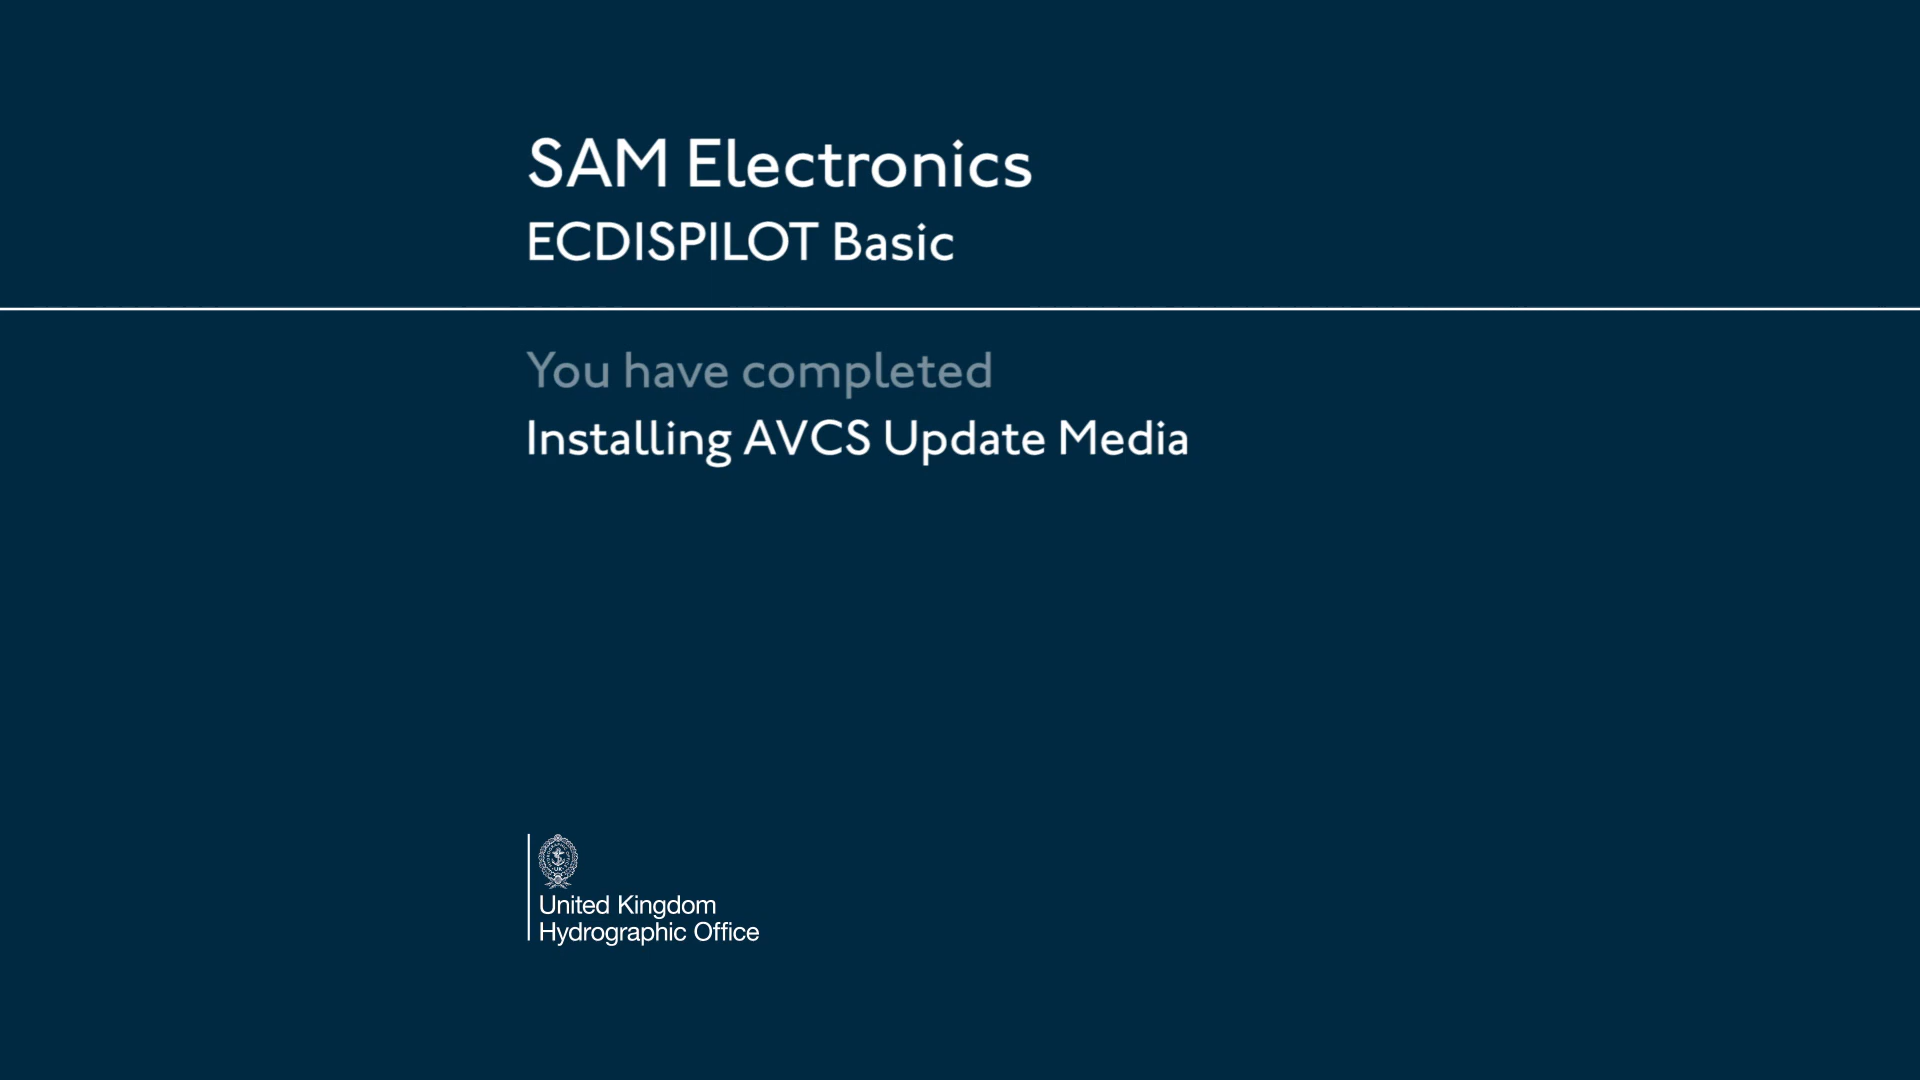 SAM Electronics
ECDISPILOT Basic
You have completed
Installing AVCS Update Media
United Kingdom
Hydrographic Office